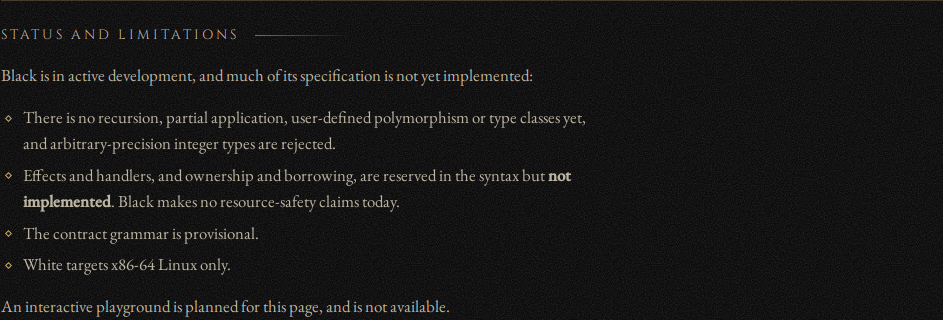 STATUS AND LIMITATIONS
Black is in active development, and much of its specification is not yet implemented:
There is no recursion, partial application, user-defined polymorphism or type classes yet,
and arbitrary-precision integer types are rejected.
Effects and handlers, and ownership and borrowing, are reserved in the syntax but not
implemented. Black makes no resource-safety claims today.
The contract grammar is provisional.
White targets x86-64 Linux only.
An interactive playground is planned for this page, and is not available.